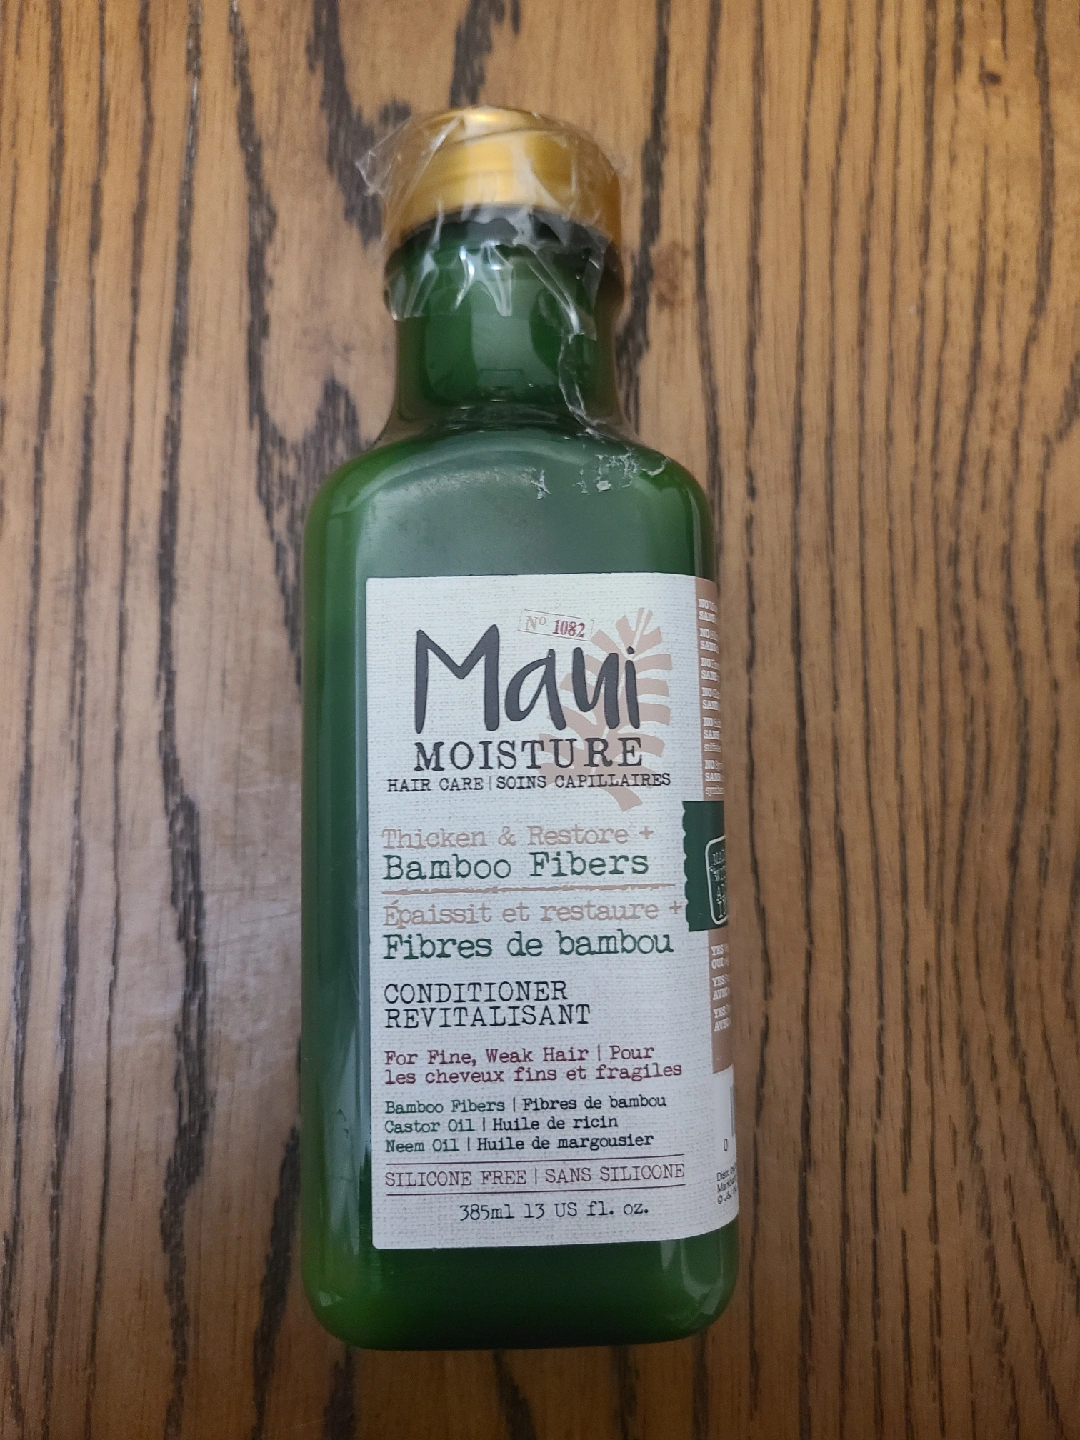 Nº 1082
Maui
MOISTURE
HAIR CARE | SOINS CAPILLAIRES
Thicken & Restore +
Bamboo Fibers
Épaissit et restaure +
Fibres de bambou
CONDITIONER
REVITALISANT
For Fine, Weak Hair | Pour
les cheveux fins et fragiles
Bamboo Fibers | Fibres de bambou
Castor Oil | Huile de ricin
Neem Oil | Huile de margousier
SILICONE FREE | SANS SILICONE
385ml 13 US fl. oz.